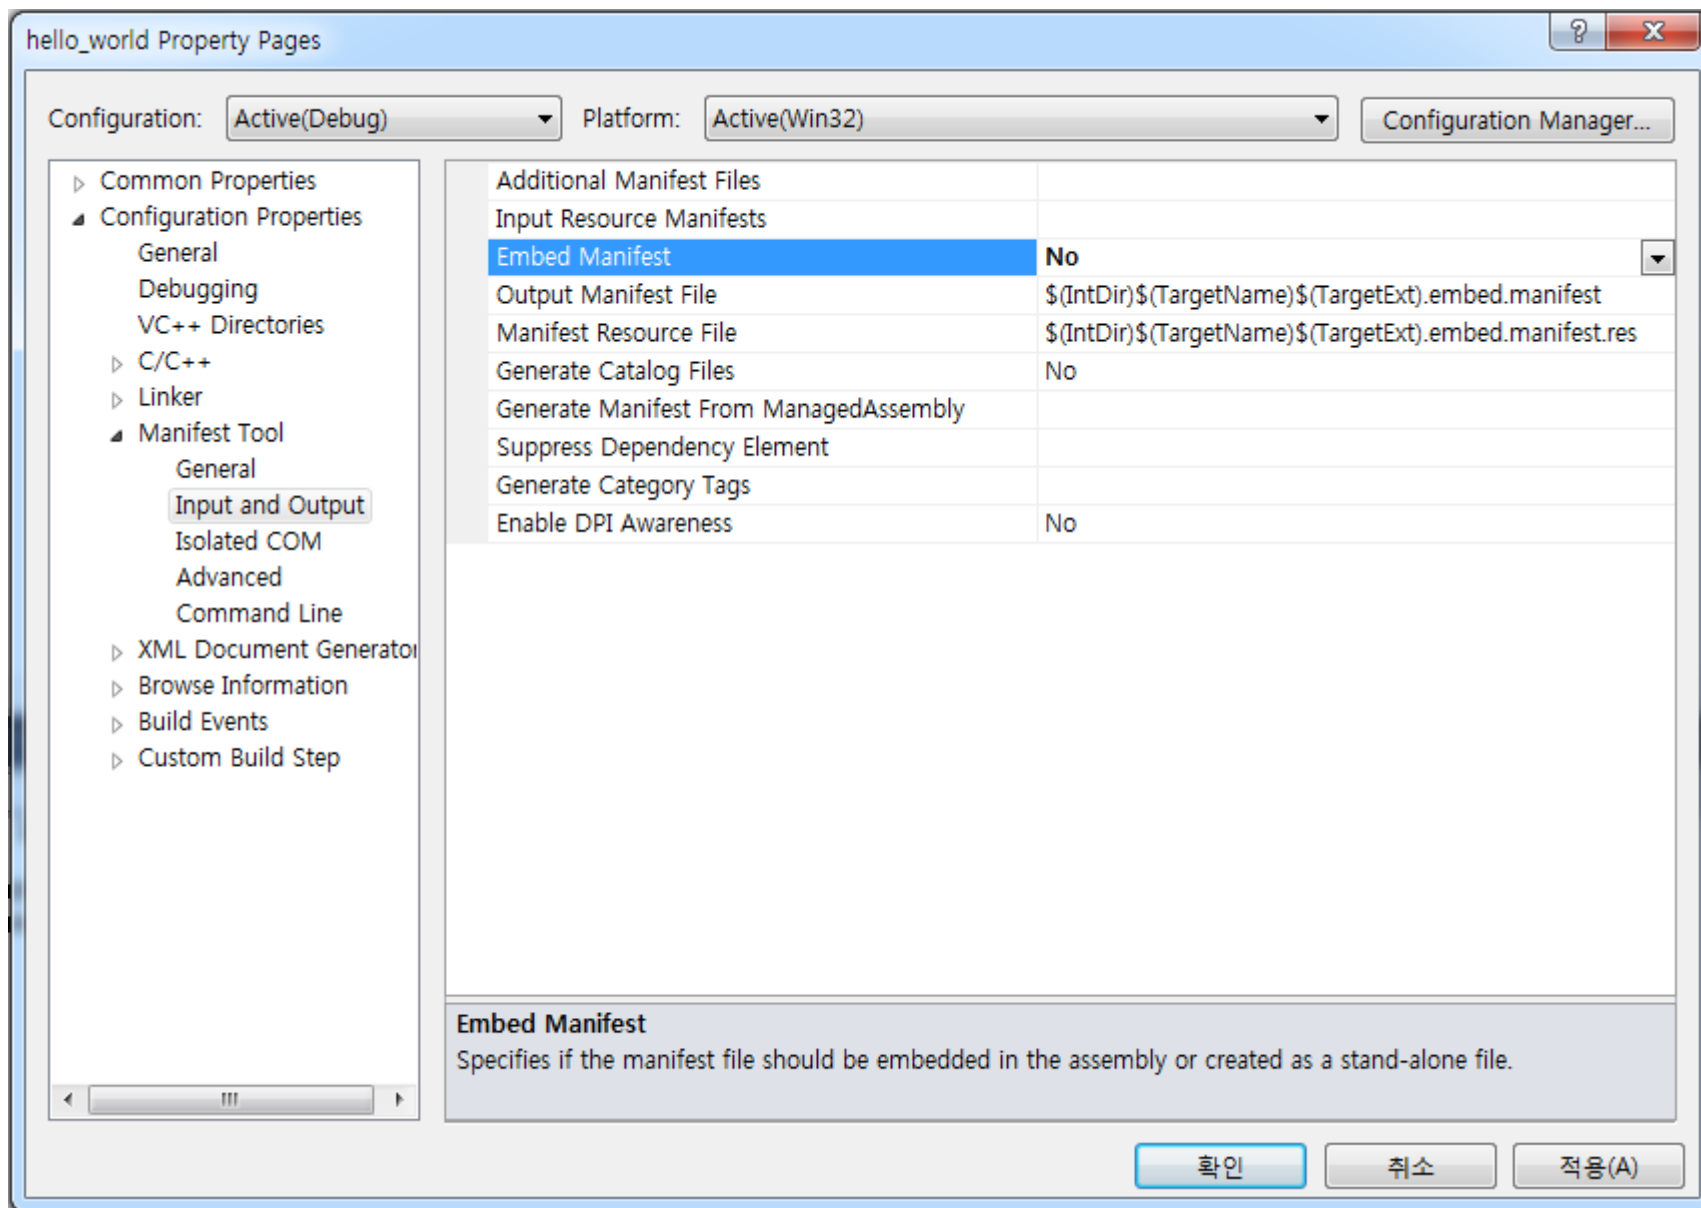 hello_world Property Pages
Configuration: Active(Debug) Platform: Active(Win32) Configuration Manager...
Common Properties
Configuration Properties
General
Debugging
VC++ Directories
C/C++
Linker
Manifest Tool
General
Input and Output
Isolated COM
Advanced
Command Line
XML Document Generator
Browse Information
Build Events
Custom Build Step
Additional Manifest Files
Input Resource Manifests
Embed Manifest No
Output Manifest File $(IntDir)$(TargetName)$(TargetExt).embed.manifest
Manifest Resource File $(IntDir)$(TargetName)$(TargetExt).embed.manifest.res
Generate Catalog Files No
Generate Manifest From ManagedAssembly
Suppress Dependency Element
Generate Category Tags
Enable DPI Awareness No
Embed Manifest
Specifies if the manifest file should be embedded in the assembly or created as a stand-alone file.
확인 취소 적용(A)